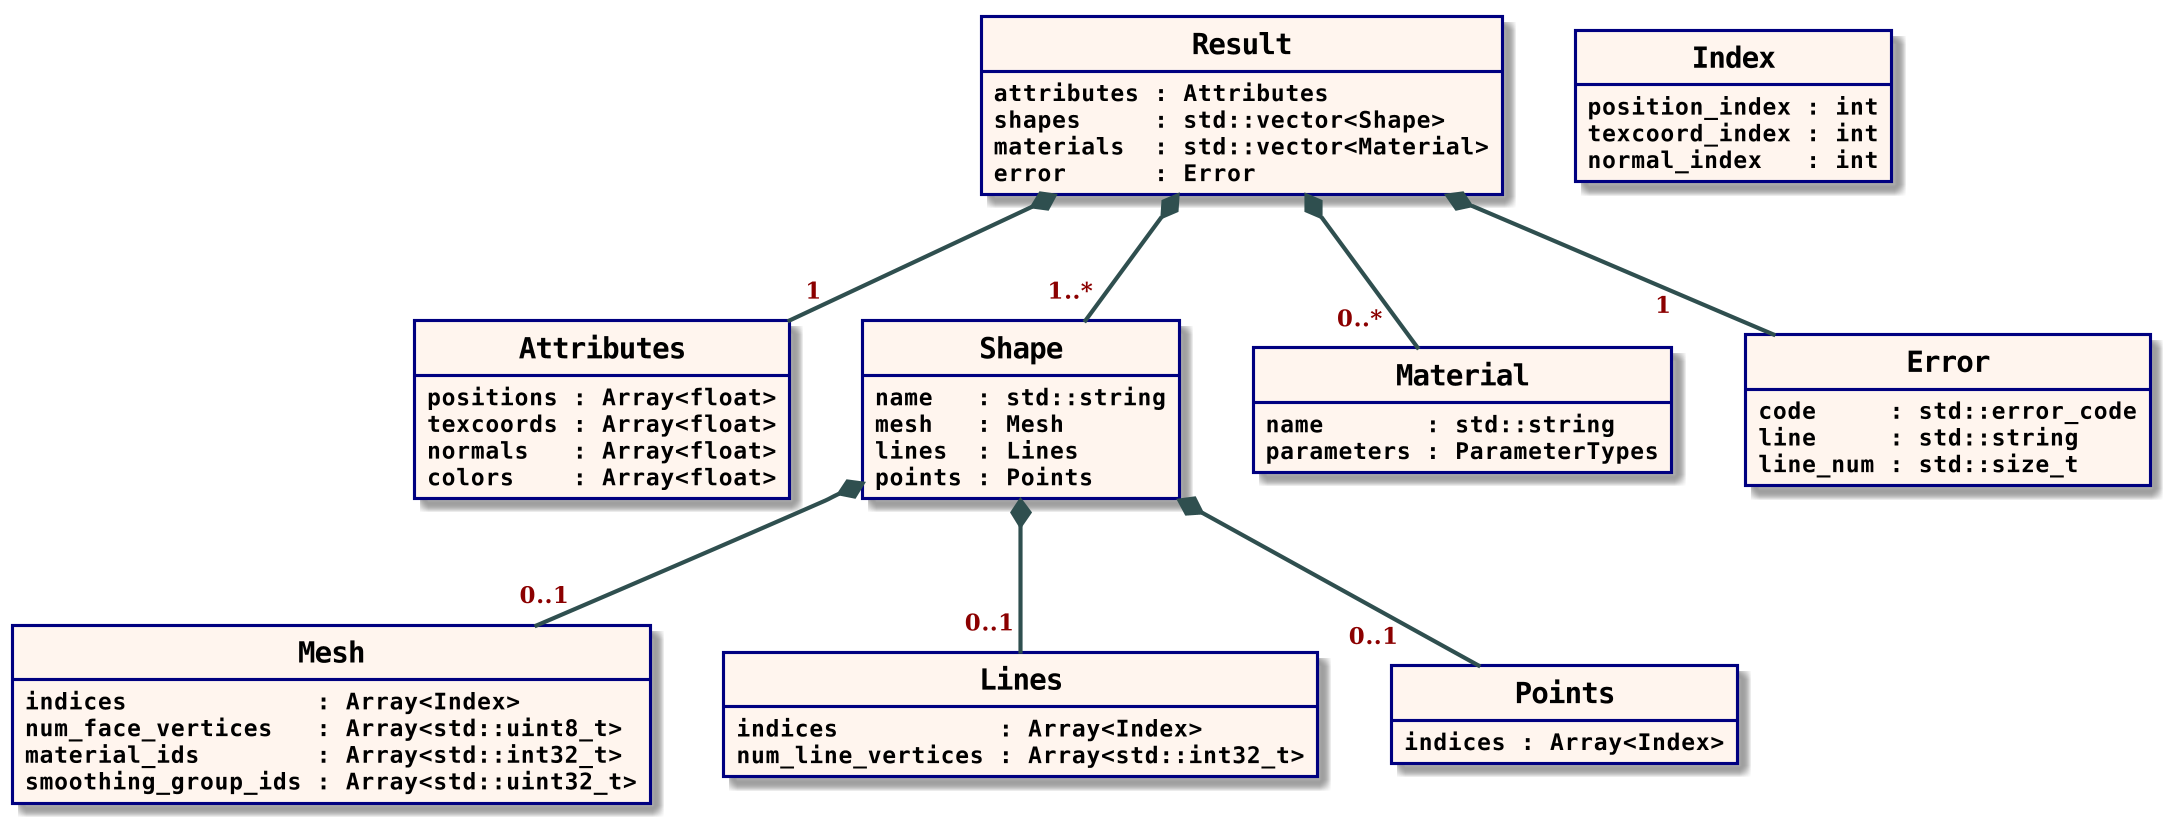 Result
attributes : Attributes
shapes     : std::vector<Shape>
materials  : std::vector<Material>
error      : Error
Index
position_index : int
texcoord_index : int
normal_index   : int
1
1..*
0..*
1
Attributes
positions : Array<float>
texcoords : Array<float>
normals   : Array<float>
colors    : Array<float>
Shape
name   : std::string
mesh   : Mesh
lines  : Lines
points : Points
Material
name       : std::string
parameters : ParameterTypes
Error
code     : std::error_code
line     : std::string
line_num : std::size_t
0..1
0..1
0..1
Mesh
indices             : Array<Index>
num_face_vertices   : Array<std::uint8_t>
material_ids        : Array<std::int32_t>
smoothing_group_ids : Array<std::uint32_t>
Lines
indices           : Array<Index>
num_line_vertices : Array<std::int32_t>
Points
indices : Array<Index>